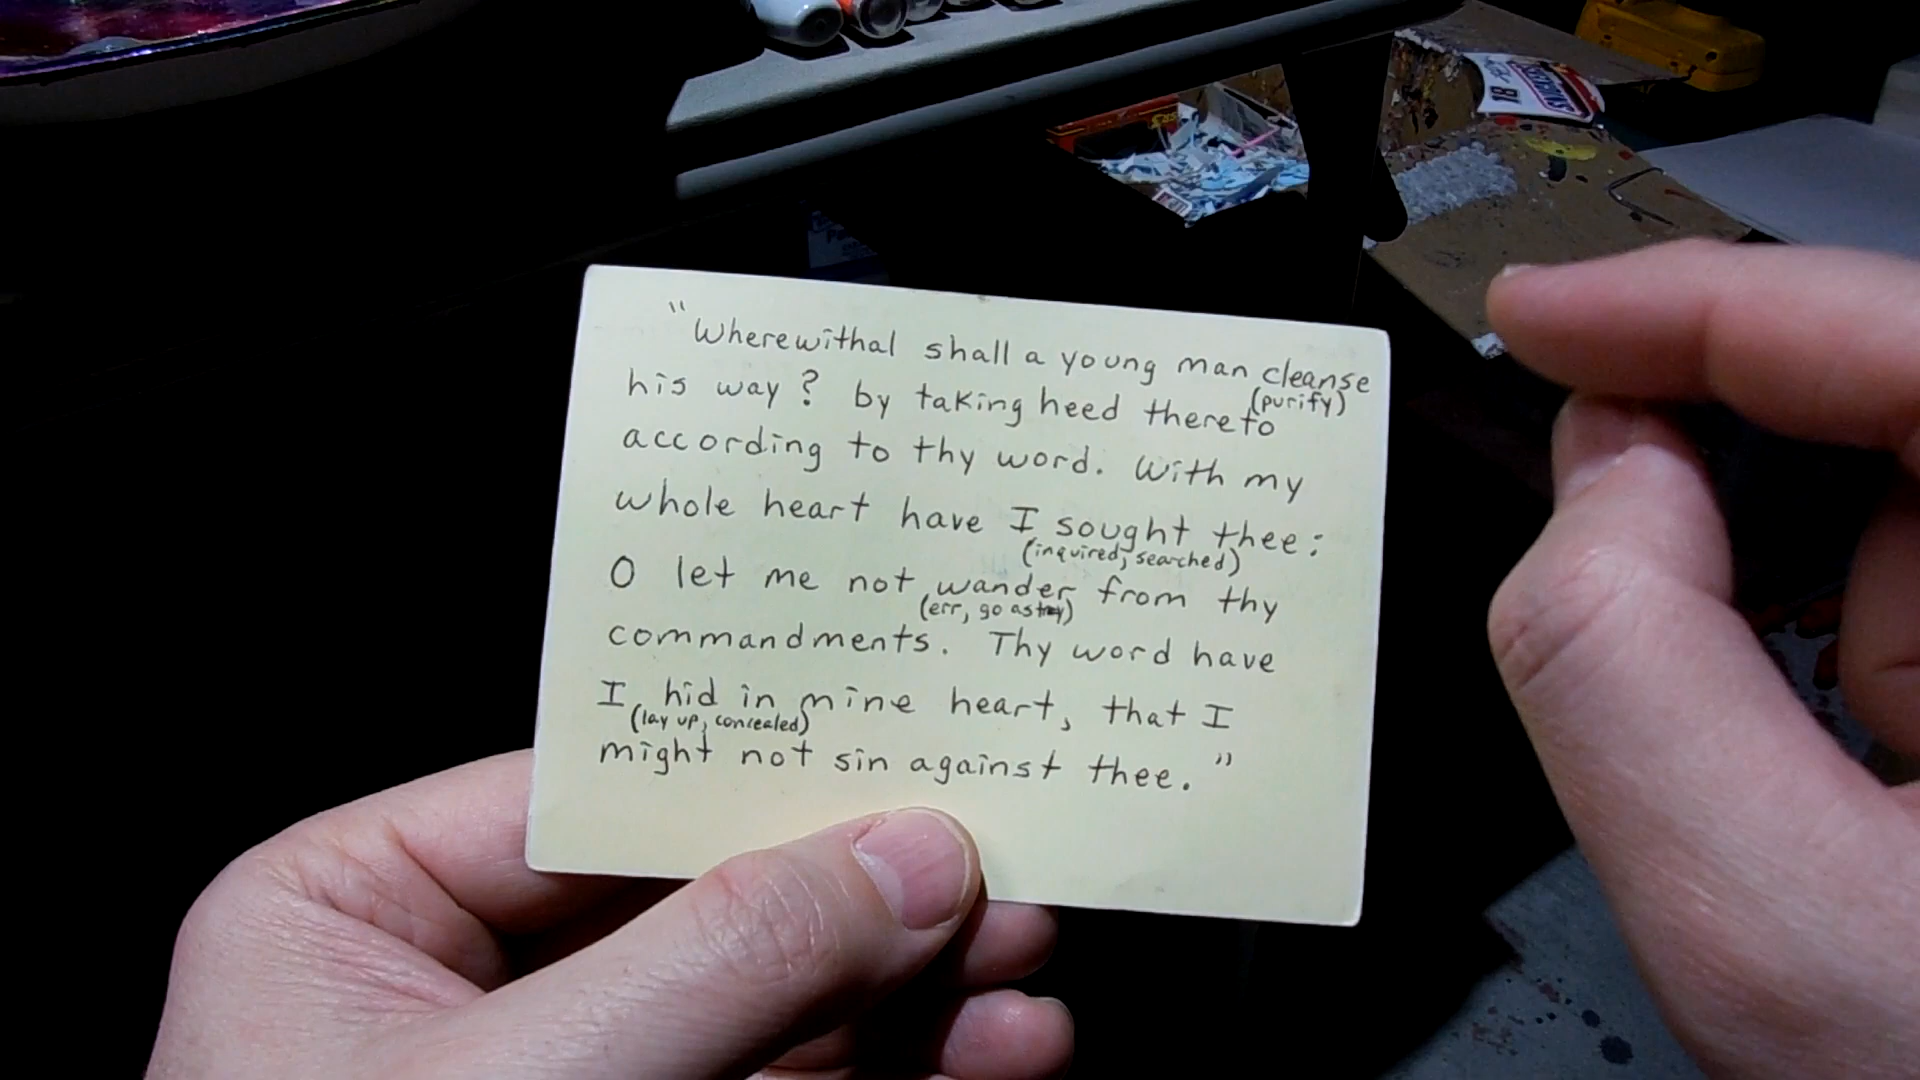 "Wherewithal shall a young man cleanse
(purify)
his way? by taking heed thereto
according to thy word. With my
whole heart have I sought thee:
(inquired, searched)
O let me not wander from thy
(err, go astray)
commandments. Thy word have
I hid in mine heart, that I
(lay up, concealed)
might not sin against thee."
18
SNICKERS